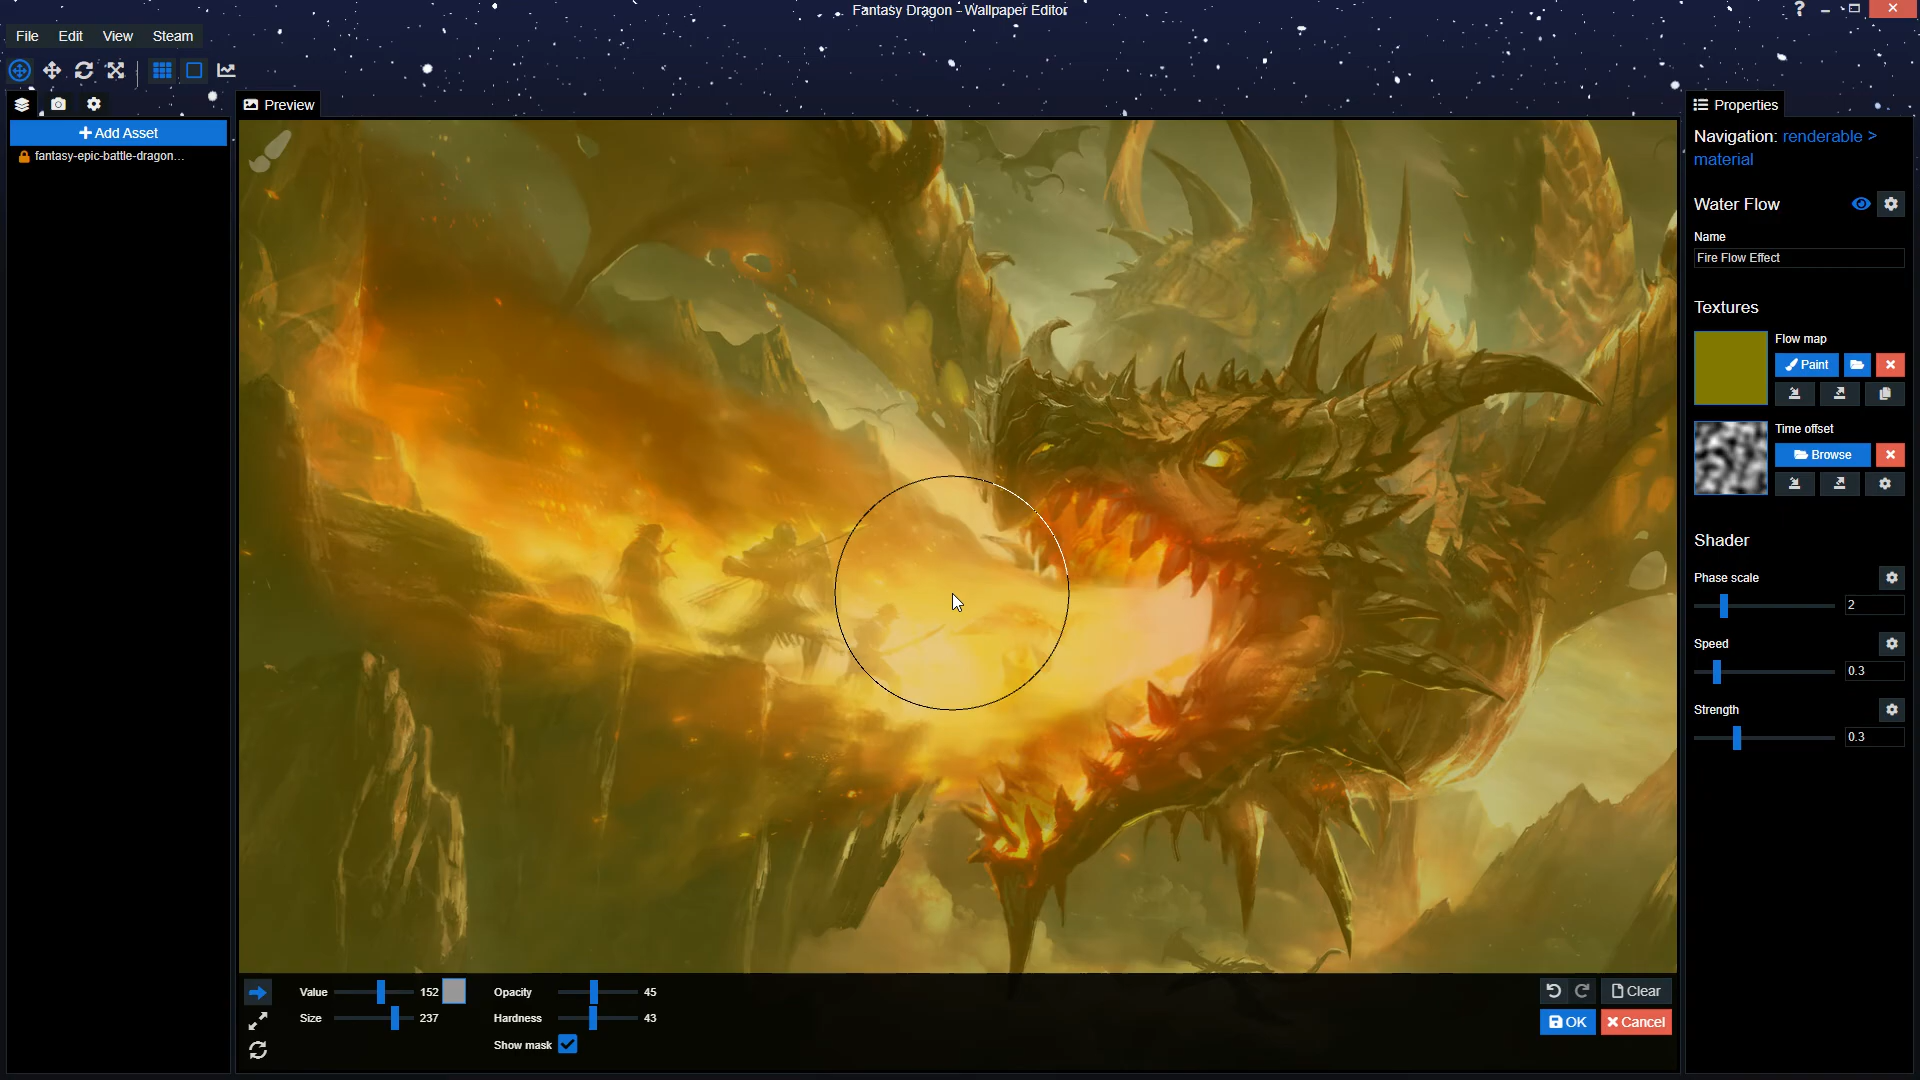 Fantasy Dragon - Wallpaper Editor
File Edit View Steam
Preview
Properties
Add Asset
fantasy-epic-battle-dragon...
Navigation: renderable >
material
Water Flow
Name
Fire Flow Effect
Textures
Flow map
Paint
Time offset
Browse
Shader
Phase scale
2
Speed
0.3
Strength
0.3
Value 152 Opacity 45
Size 237 Hardness 43
Show mask
Clear
OK Cancel